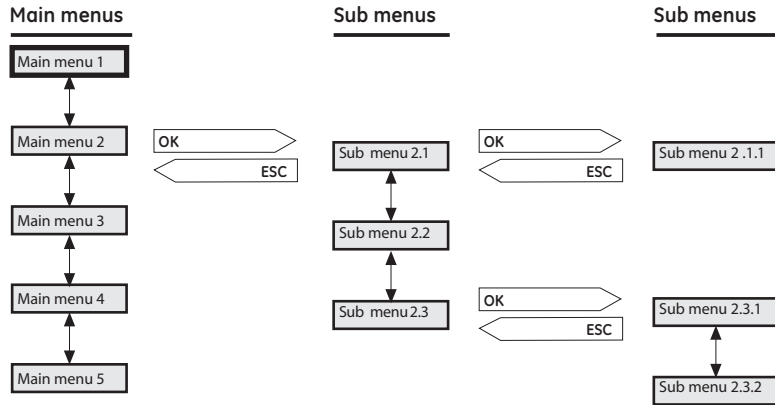 Main menus Sub menus Sub menus
Main menu 1
Main menu 2 OK Sub menu 2.1 OK Sub menu 2 .1.1
ESC ESC
Main menu 3 Sub menu 2.2
Main menu 4 Sub menu 2.3 OK Sub menu 2.3.1
ESC
Main menu 5 Sub menu 2.3.2